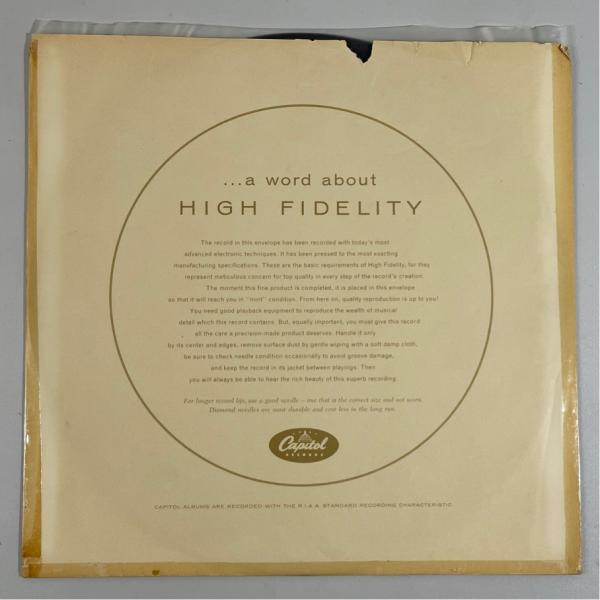 ...a word about
HIGH FIDELITY
The record in this envelope has been recorded with today's most
advanced electronic techniques. It has been pressed to the most exacting
manufacturing specifications. These are the basic requirements of High Fidelity, for they
represent meticulous concern for top quality in every step of the record's creation.
The moment this fine product is completed, it is placed in this envelope
so that it will reach you in "mint" condition. From here on, quality reproduction is up to you!
You need good playback equipment to reproduce the wealth of musical
detail which this record contains. But, equally important, you must give this record
all the care a precision-made product deserves. Handle it only
by its center and edges, remove surface dust by gentle wiping with a soft damp cloth,
be sure to check needle condition occasionally to avoid groove damage,
and keep the record in its jacket between playings. Then
you will always be able to hear the rich beauty of this superb recording.
For longer record life, use a good needle — one that is the correct size and not worn.
Diamond needles are most durable and cost less in the long run.
Capitol
RECORDS
CAPITOL ALBUMS ARE RECORDED WITH THE R.I.A.A. STANDARD RECORDING CHARACTERISTIC